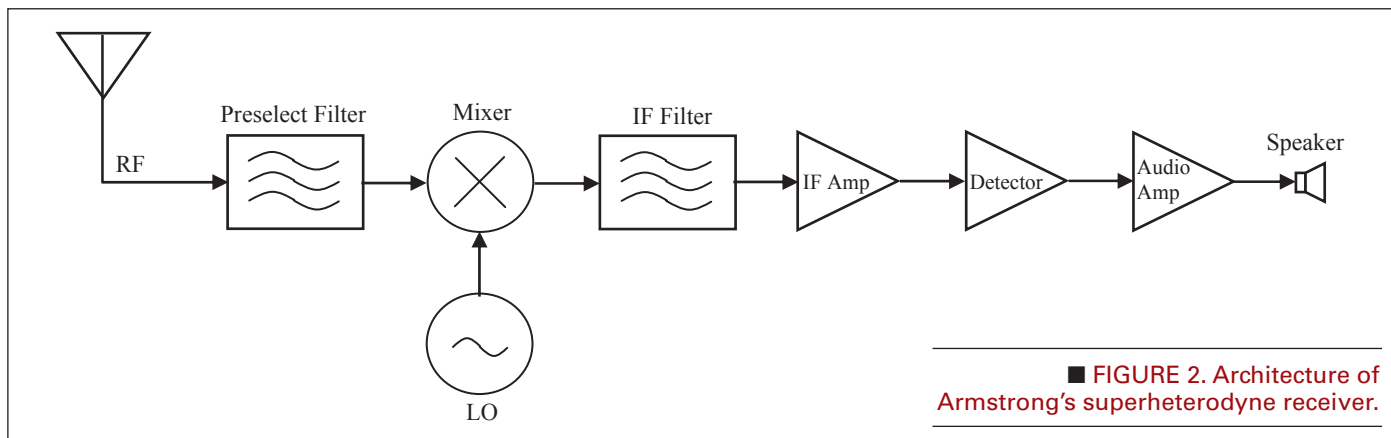 RF
Preselect Filter
Mixer
LO
IF Filter
IF Amp
Detector
Audio
Amp
Speaker
■ FIGURE 2. Architecture of
Armstrong's superheterodyne receiver.